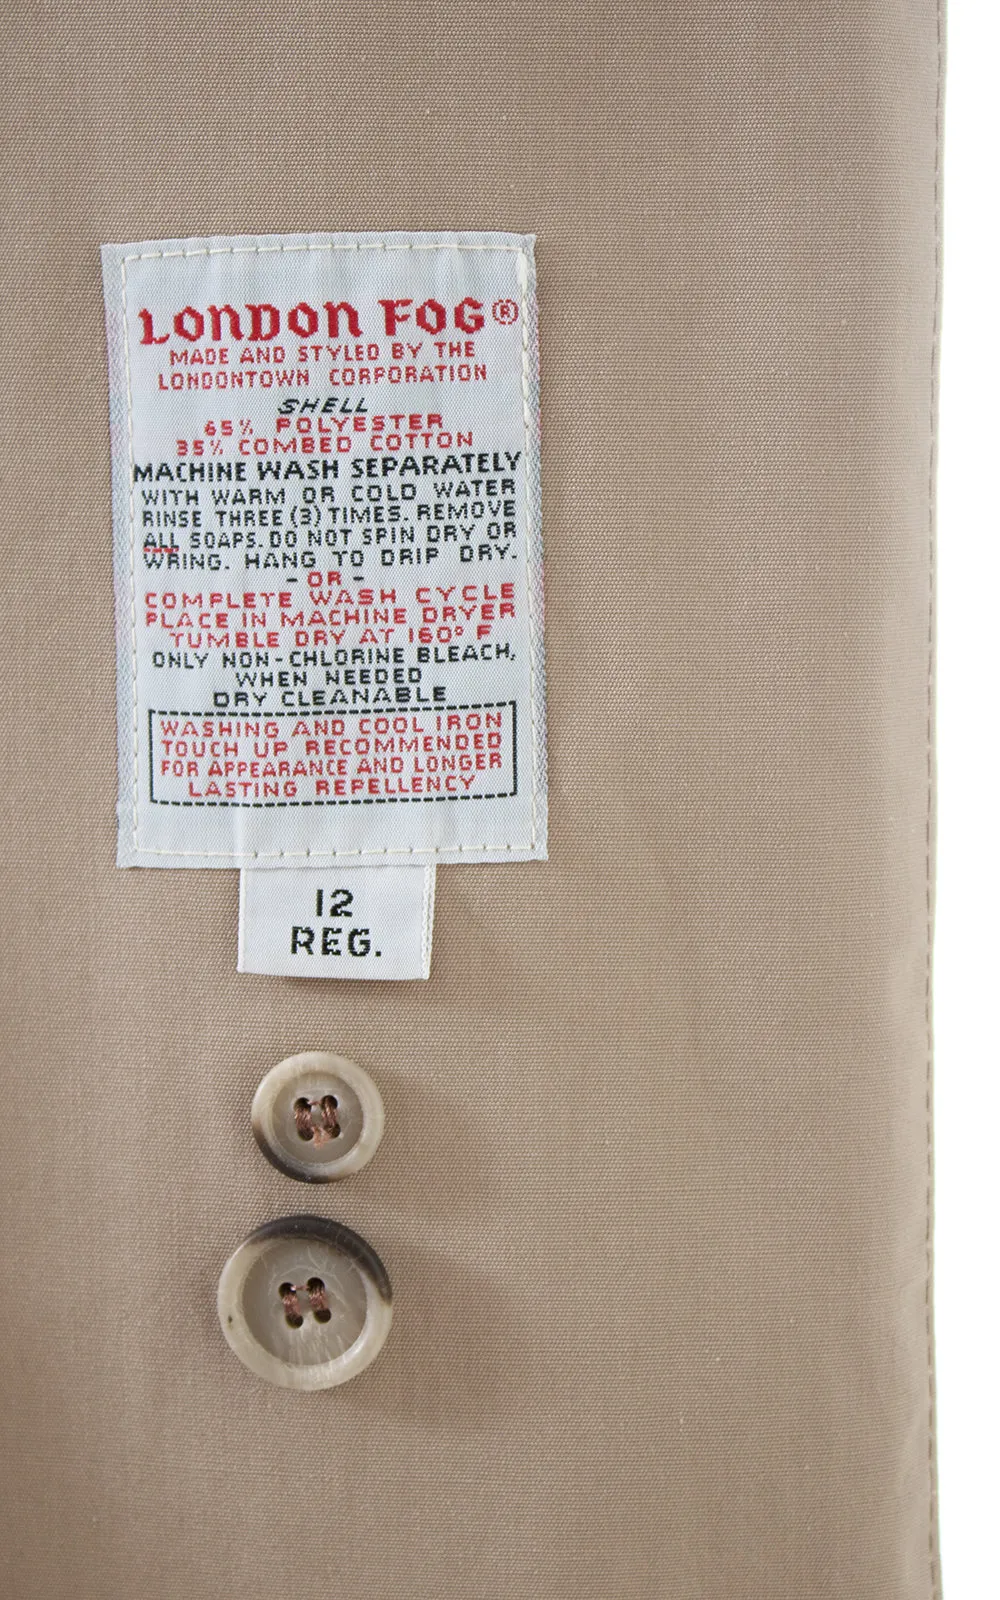 LONDON FOG®
MADE AND STYLED BY THE
LONDONTOWN CORPORATION
SHELL
65% POLYESTER
35% COMBED COTTON
MACHINE WASH SEPARATELY
WITH WARM OR COLD WATER
RINSE THREE (3) TIMES. REMOVE
ALL SOAPS. DO NOT SPIN DRY OR
WRING. HANG TO DRIP DRY.
-OR-
COMPLETE WASH CYCLE
PLACE IN MACHINE DRYER
TUMBLE DRY AT 160° F
ONLY NON-CHLORINE BLEACH,
WHEN NEEDED
DRY CLEANABLE
WASHING AND COOL IRON
TOUCH UP RECOMMENDED
FOR APPEARANCE AND LONGER
LASTING REPELLENCY
12
REG.